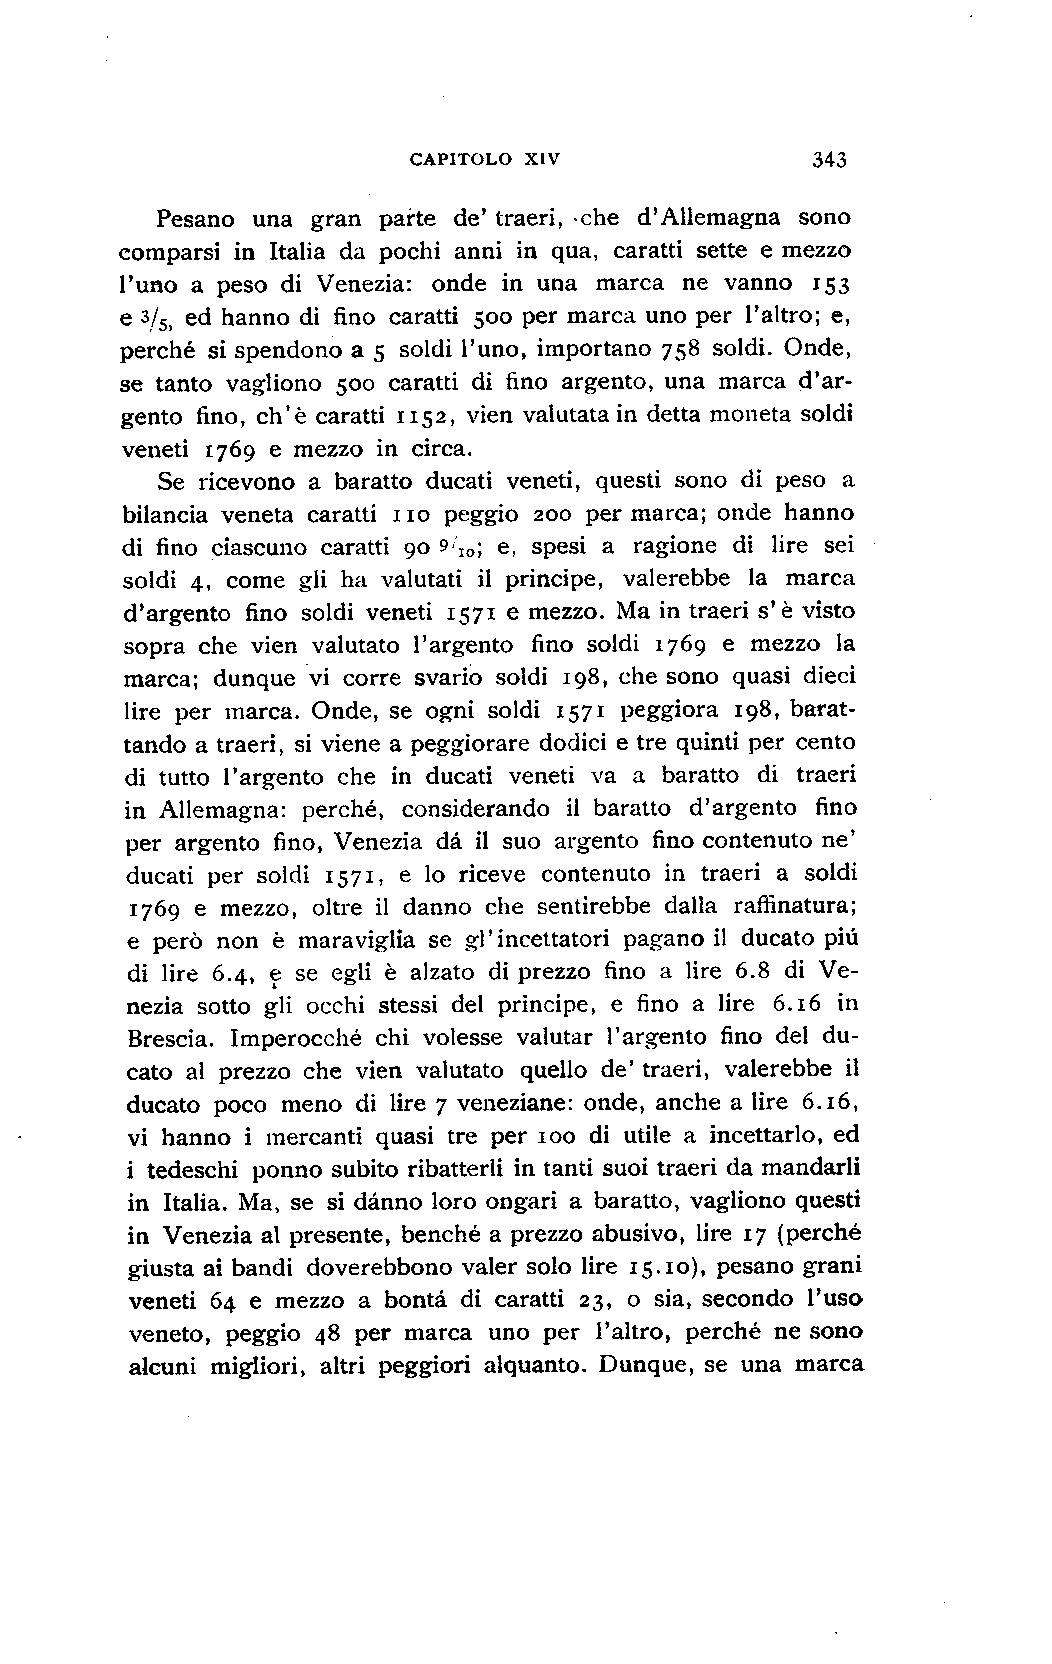 CAPITOLO XIV 343
Pesano una gran parte de' traeri, che d'Allemagna sono
comparsi in Italia da pochi anni in qua, caratti sette e mezzo
l'uno a peso di Venezia: onde in una marca ne vanno 153
e 3/5, ed hanno di fino caratti 500 per marca uno per l'altro; e,
perché si spendono a 5 soldi l'uno, importano 758 soldi. Onde,
se tanto vagliono 500 caratti di fino argento, una marca d'ar-
gento fino, ch'è caratti 1152, vien valutata in detta moneta soldi
veneti 1769 e mezzo in circa.
Se ricevono a baratto ducati veneti, questi sono di peso a
bilancia veneta caratti 110 peggio 200 per marca; onde hanno
di fino ciascuno caratti 90 9/10; e, spesi a ragione di lire sei
soldi 4, come gli ha valutati il principe, valerebbe la marca
d'argento fino soldi veneti 1571 e mezzo. Ma in traeri s'è visto
sopra che vien valutato l'argento fino soldi 1769 e mezzo la
marca; dunque vi corre svario soldi 198, che sono quasi dieci
lire per marca. Onde, se ogni soldi 1571 peggiora 198, barat-
tando a traeri, si viene a peggiorare dodici e tre quinti per cento
di tutto l'argento che in ducati veneti va a baratto di traeri
in Allemagna: perché, considerando il baratto d'argento fino
per argento fino, Venezia dá il suo argento fino contenuto ne'
ducati per soldi 1571, e lo riceve contenuto in traeri a soldi
1769 e mezzo, oltre il danno che sentirebbe dalla raffinatura;
e però non è maraviglia se gl'incettatori pagano il ducato piú
di lire 6.4, e se egli è alzato di prezzo fino a lire 6.8 di Ve-
nezia sotto gli occhi stessi del principe, e fino a lire 6.16 in
Brescia. Imperocché chi volesse valutar l'argento fino del du-
cato al prezzo che vien valutato quello de' traeri, valerebbe il
ducato poco meno di lire 7 veneziane: onde, anche a lire 6.16,
vi hanno i mercanti quasi tre per 100 di utile a incettarlo, ed
i tedeschi ponno subito ribatterli in tanti suoi traeri da mandarli
in Italia. Ma, se si dánno loro ongari a baratto, vagliono questi
in Venezia al presente, benché a prezzo abusivo, lire 17 (perché
giusta ai bandi doverebbono valer solo lire 15.10), pesano grani
veneti 64 e mezzo a bontá di caratti 23, o sia, secondo l'uso
veneto, peggio 48 per marca uno per l'altro, perché ne sono
alcuni migliori, altri peggiori alquanto. Dunque, se una marca